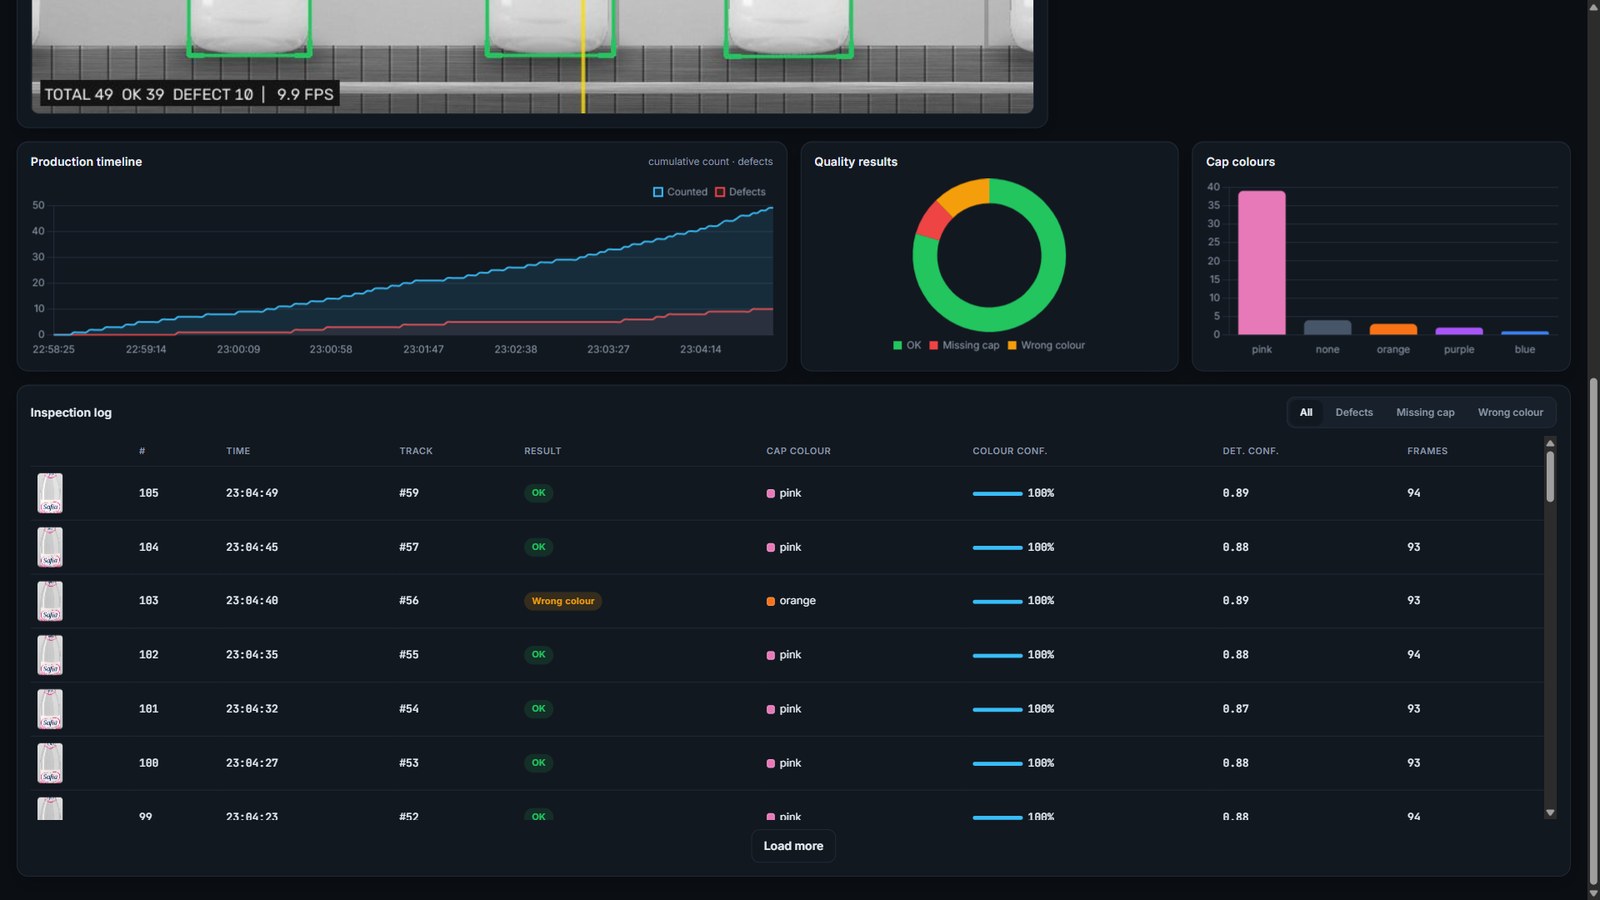 TOTAL 49 OK 39 DEFECT 10 | 9.9 FPS
Production timeline
cumulative count · defects
Counted Defects
50
40
30
20
10
0
22:58:25 22:59:14 23:00:09 23:00:58 23:01:47 23:02:38 23:03:27 23:04:14
Quality results
OK Missing cap Wrong colour
Cap colours
40
35
30
25
20
15
10
5
0
pink none orange purple blue
Inspection log
All Defects Missing cap Wrong colour
# TIME TRACK RESULT CAP COLOUR COLOUR CONF. DET. CONF. FRAMES
Safia 105 23:04:49 #59 OK pink 100% 0.89 94
Safia 104 23:04:45 #57 OK pink 100% 0.88 93
Safia 103 23:04:40 #56 Wrong colour orange 100% 0.89 93
Safia 102 23:04:35 #55 OK pink 100% 0.88 94
Safia 101 23:04:32 #54 OK pink 100% 0.87 93
Safia 100 23:04:27 #53 OK pink 100% 0.88 93
99 23:04:23 #52 OK pink 100% 0.88 94
Load more